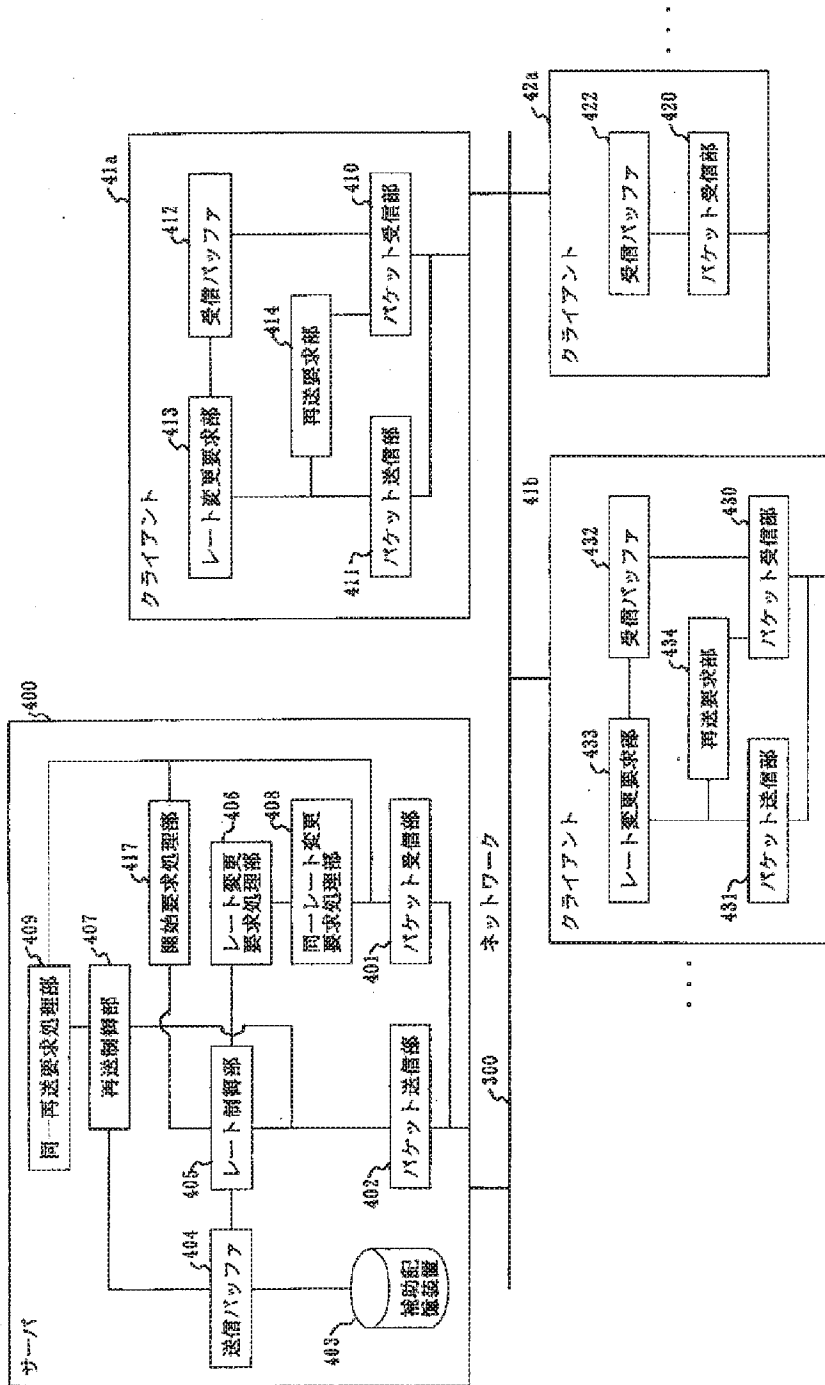 サーバ
400
同一再送要求処理部
409
再送制御部
407
開始要求処理部
417
送信バッファ
404
レート制御部
405
レート変更
要求処理部
406
同一レート変更
要求処理部
408
補助記
憶装置
403
パケット送信部
402
パケット受信部
401
クライアント
41a
レート変更要求部
413
受信バッファ
412
再送要求部
414
パケット送信部
411
パケット受信部
410
300
ネットワーク
クライアント
41b
レート変更要求部
433
受信バッファ
432
再送要求部
434
パケット送信部
431
パケット受信部
430
クライアント
42a
受信バッファ
422
パケット受信部
420
・・・
・・・